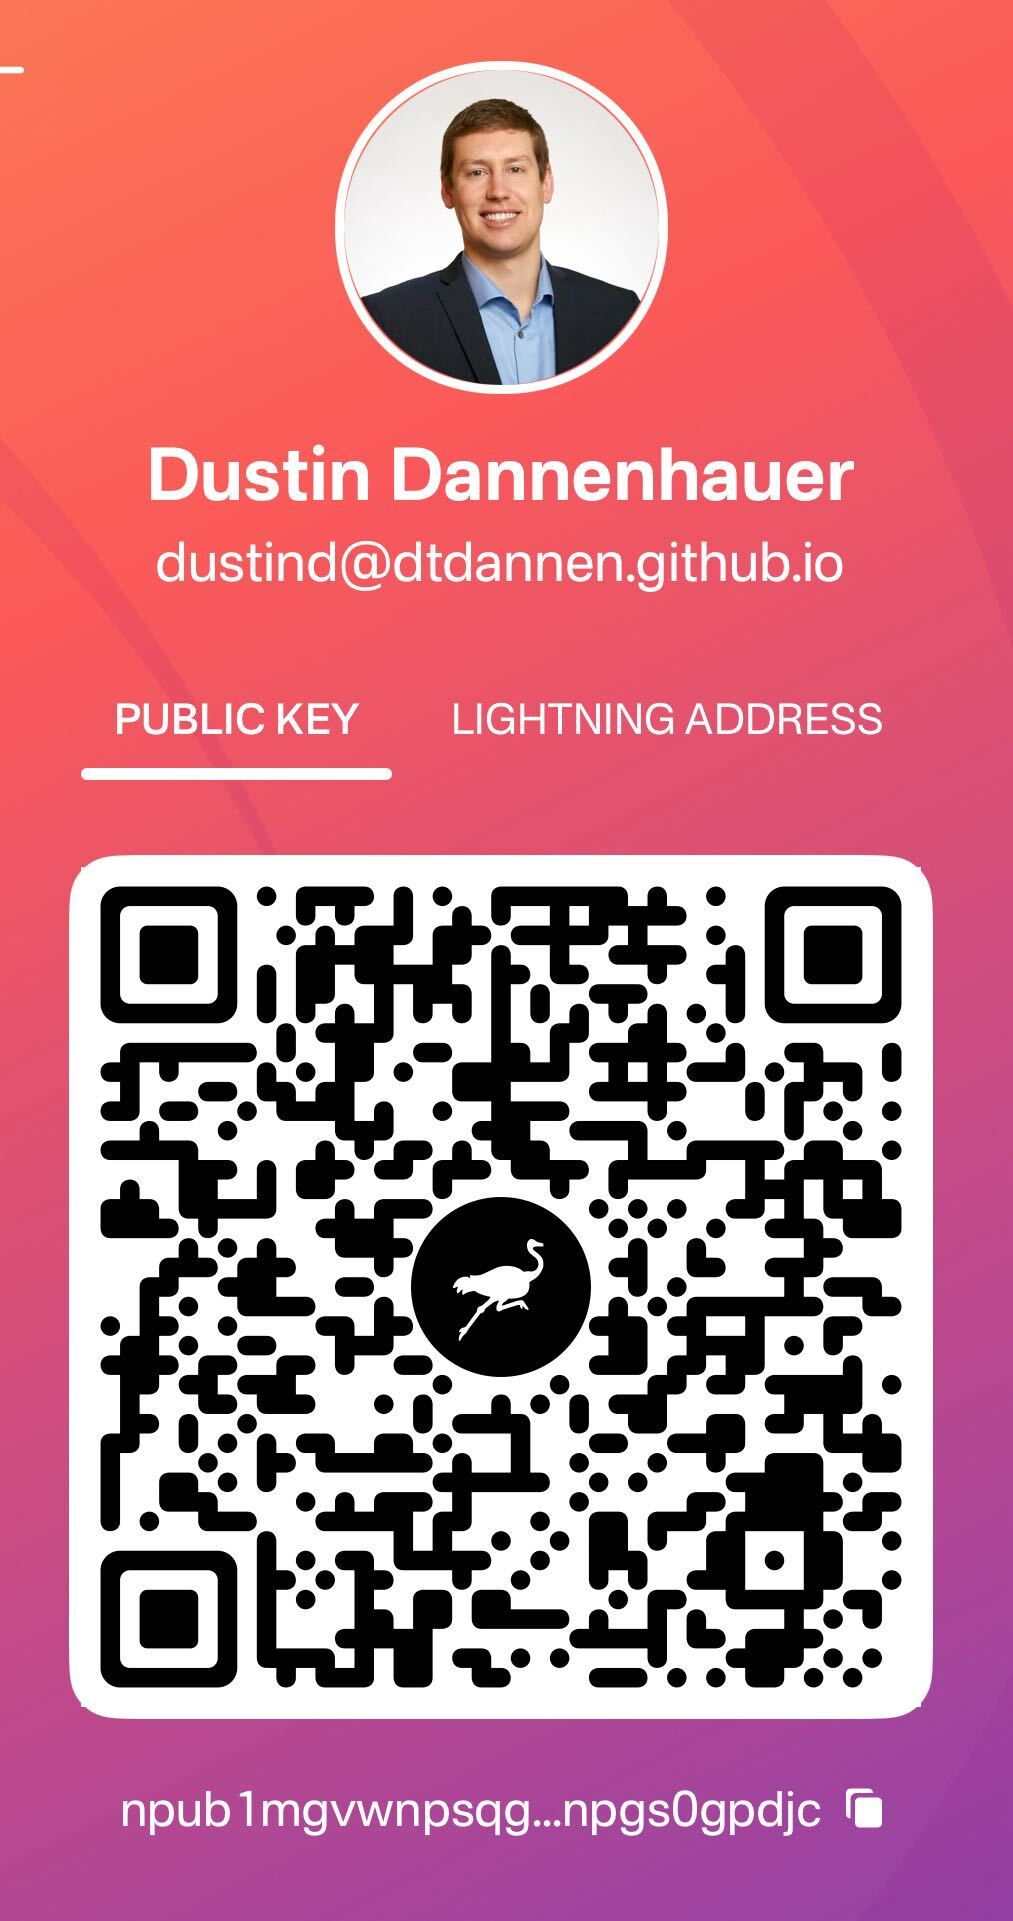 Dustin Dannenhauer
dustind@dtdannen.github.io
PUBLIC KEY LIGHTNING ADDRESS
npub1mgvwnpsqg...npgs0gpdjc